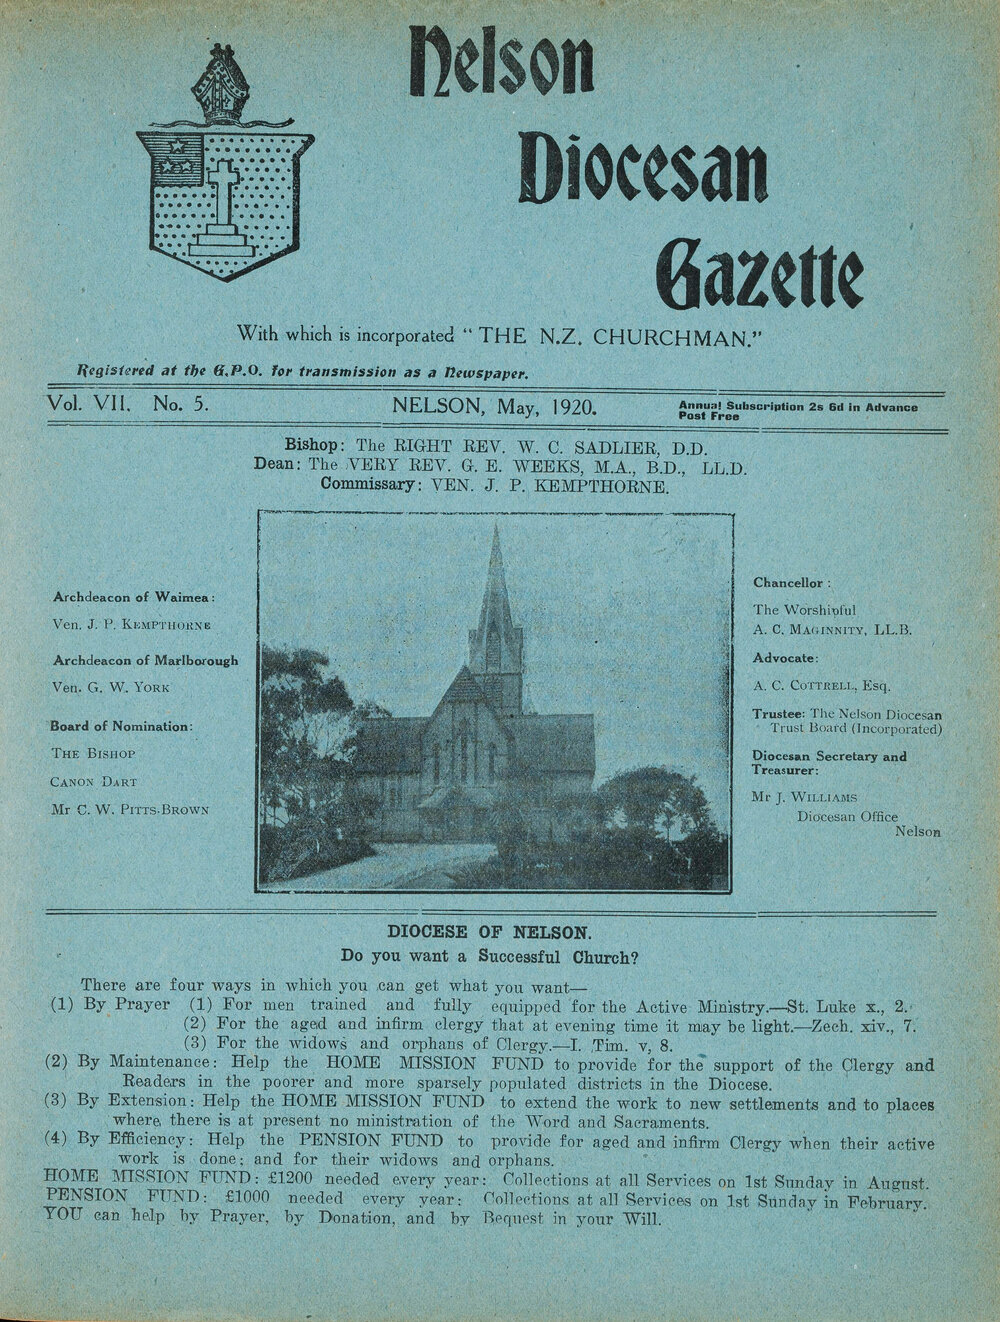 Nelson
Diocesan
Gazette
With which is incorporated "THE N.Z. CHURCHMAN."
Registered at the G.P.O. for transmission as a Newspaper.
Vol. VII. No. 5.
NELSON, May, 1920.
Annual Subscription 2s 6d in Advance
Post Free
Bishop: The RIGHT REV. W. C. SADLIER, D.D.
Dean: The VERY REV. G. E. WEEKS, M.A., B.D., LL.D.
Commissary: VEN. J. P. KEMPTHORNE.
Archdeacon of Waimea:
Ven. J. P. KEMPTHORNE
Archdeacon of Marlborough
Ven. G. W. YORK
Board of Nomination:
THE BISHOP
CANON DART
Mr C. W. PITTS-BROWN
Chancellor:
The Worshipful
A. C. MAGINNITY, LL.B.
Advocate:
A. C. COTTRELL, Esq.
Trustee: The Nelson Diocesan
Trust Board (Incorporated)
Diocesan Secretary and
Treasurer:
Mr J. WILLIAMS
Diocesan Office
Nelson
DIOCESE OF NELSON.
Do you want a Successful Church?
There are four ways in which you can get what you want—
(1) By Prayer (1) For men trained and fully equipped for the Active Ministry.—St. Luke x., 2.
(2) For the aged and infirm clergy that at evening time it may be light.—Zech. xiv., 7.
(3) For the widows and orphans of Clergy.—I. Tim. v, 8.
(2) By Maintenance: Help the HOME MISSION FUND to provide for the support of the Clergy and
Readers in the poorer and more sparsely populated districts in the Diocese.
(3) By Extension: Help the HOME MISSION FUND to extend the work to new settlements and to places
where there is at present no ministration of the Word and Sacraments.
(4) By Efficiency: Help the PENSION FUND to provide for aged and infirm Clergy when their active
work is done; and for their widows and orphans.
HOME MISSION FUND: £1200 needed every year: Collections at all Services on 1st Sunday in August.
PENSION FUND: £1000 needed every year: Collections at all Services on 1st Sunday in February.
YOU can help by Prayer, by Donation, and by Bequest in your Will.